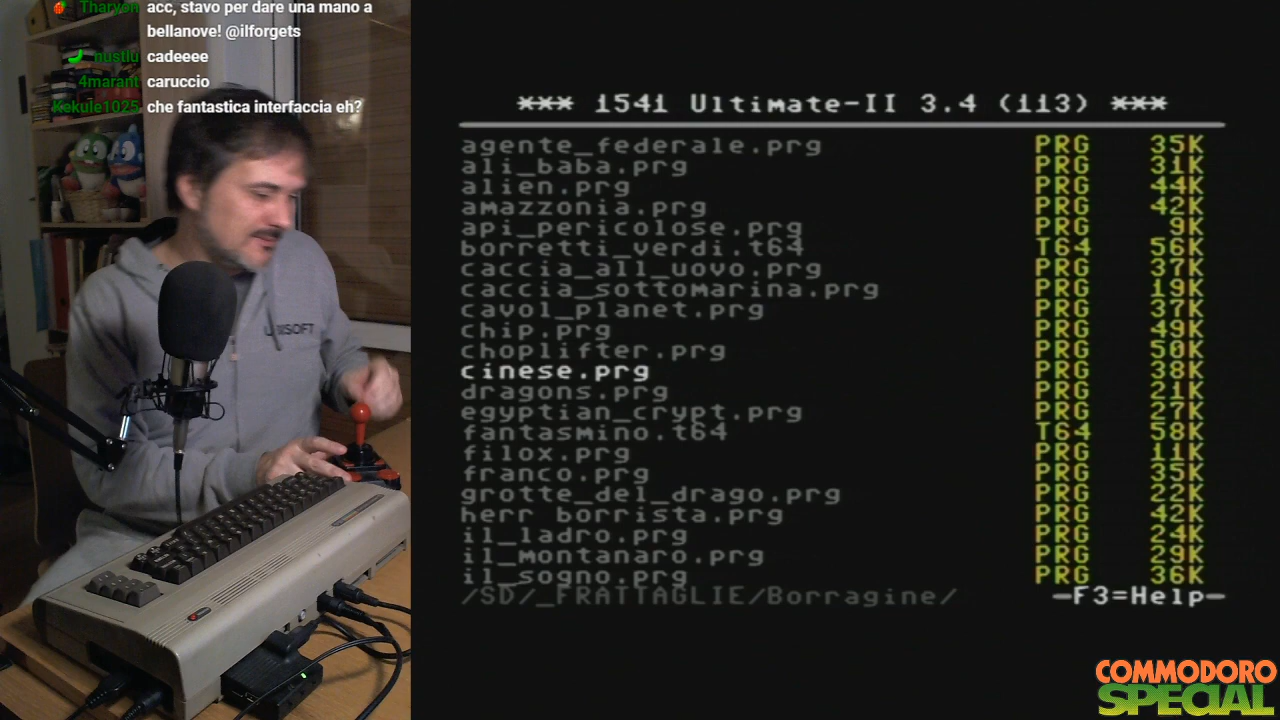 Tharyon acc, stavo per dare una mano a
bellanove! @ilforgets
nustlu cadeeee
4marant caruccio
Kekule1025 che fantastica interfaccia eh?
*** 1541 Ultimate-II 3.4 (113) ***
agente_federale.prg PRG 35K
ali_baba.prg PRG 31K
alien.prg PRG 44K
amazzonia.prg PRG 42K
api_pericolose.prg PRG 9K
borretti_verdi.t64 T64 56K
caccia_all_uovo.prg PRG 37K
caccia_sottomarina.prg PRG 19K
cavol_planet.prg PRG 37K
chip.prg PRG 49K
choplifter.prg PRG 50K
cinese.prg PRG 38K
dragons.prg PRG 21K
egyptian_crypt.prg PRG 27K
fantasmino.t64 T64 58K
filox.prg PRG 11K
franco.prg PRG 35K
grotte_del_drago.prg PRG 22K
herr borrista.prg PRG 42K
il_ladro.prg PRG 24K
il_montanaro.prg PRG 29K
il_sogno.prg PRG 36K
/SD/_FRATTAGLIE/Borragine/ F3=Help
COMMODORO
SPECIAL